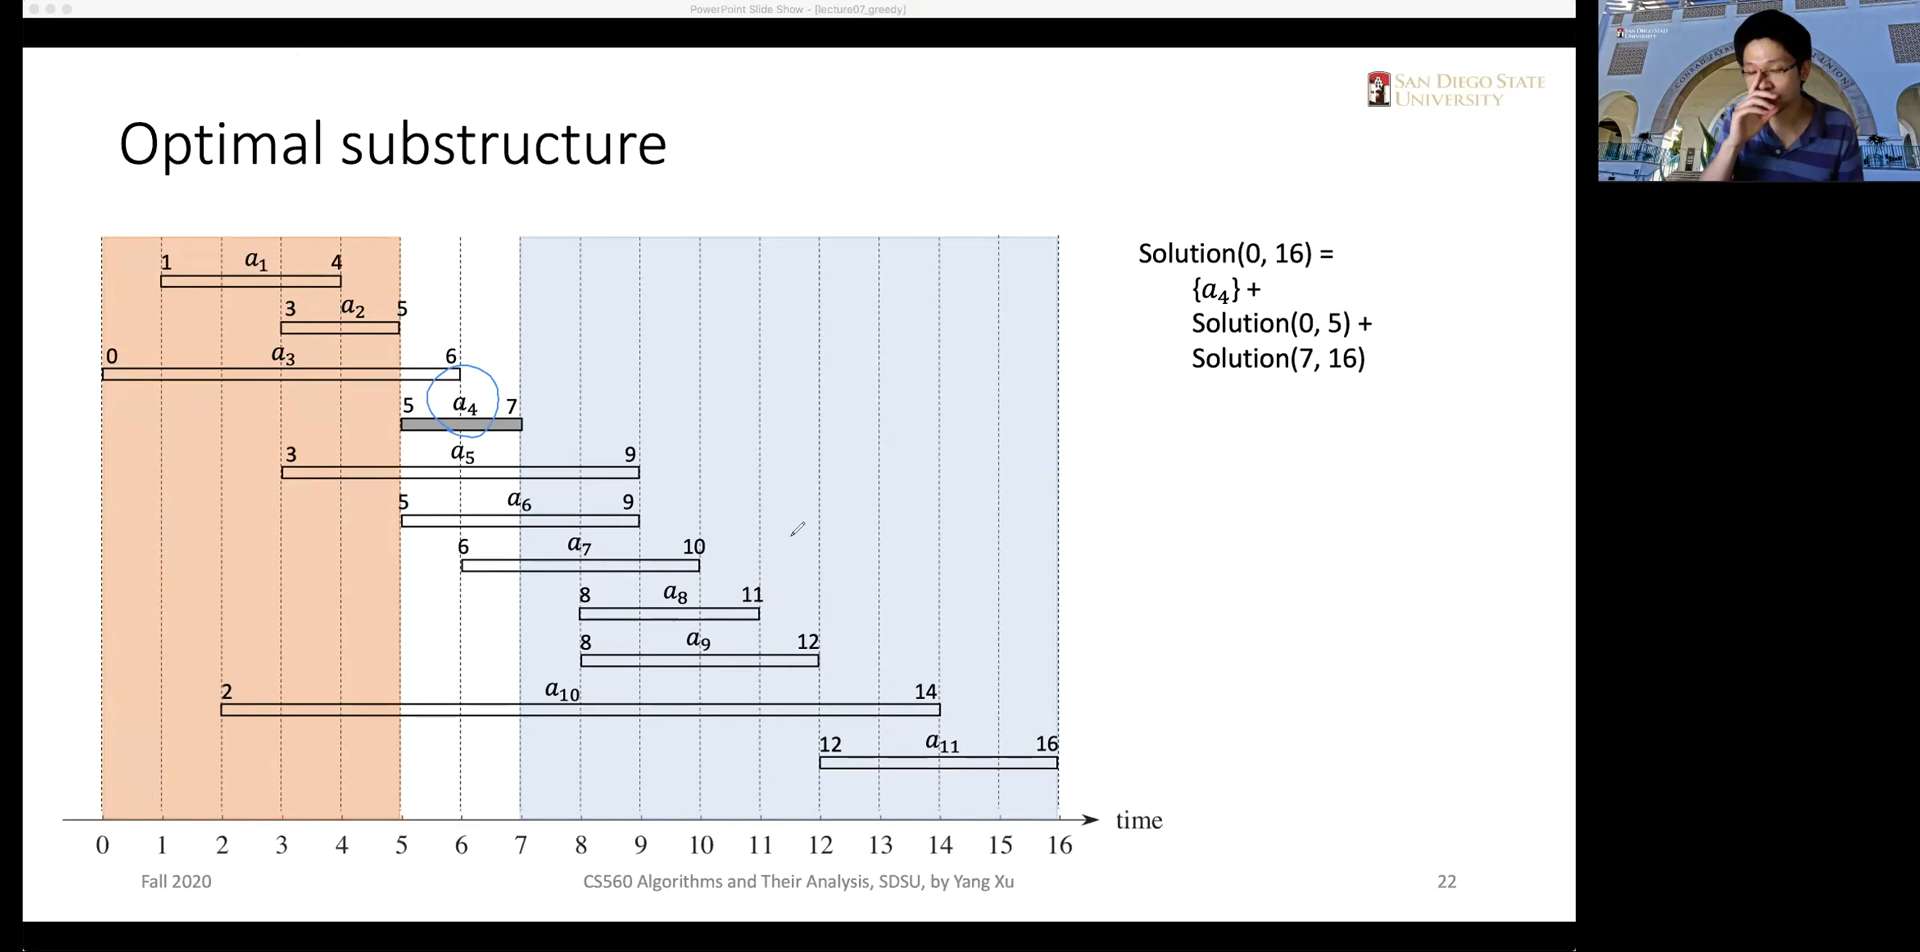 PowerPoint Slide Show - [lecture07_greedy]
SAN DIEGO STATE
UNIVERSITY
SAN DIEGO STATE
UNIVERSITY
Optimal substructure
1 a1 4
3 a2 5
0 a3 6
5 a4 7
3 a5 9
5 a6 9
6 a7 10
8 a8 11
8 a9 12
2 a10 14
12 a11 16
0 1 2 3 4 5 6 7 8 9 10 11 12 13 14 15 16
time
Solution(0, 16) =
{a4} +
Solution(0, 5) +
Solution(7, 16)
Fall 2020
CS560 Algorithms and Their Analysis, SDSU, by Yang Xu
22